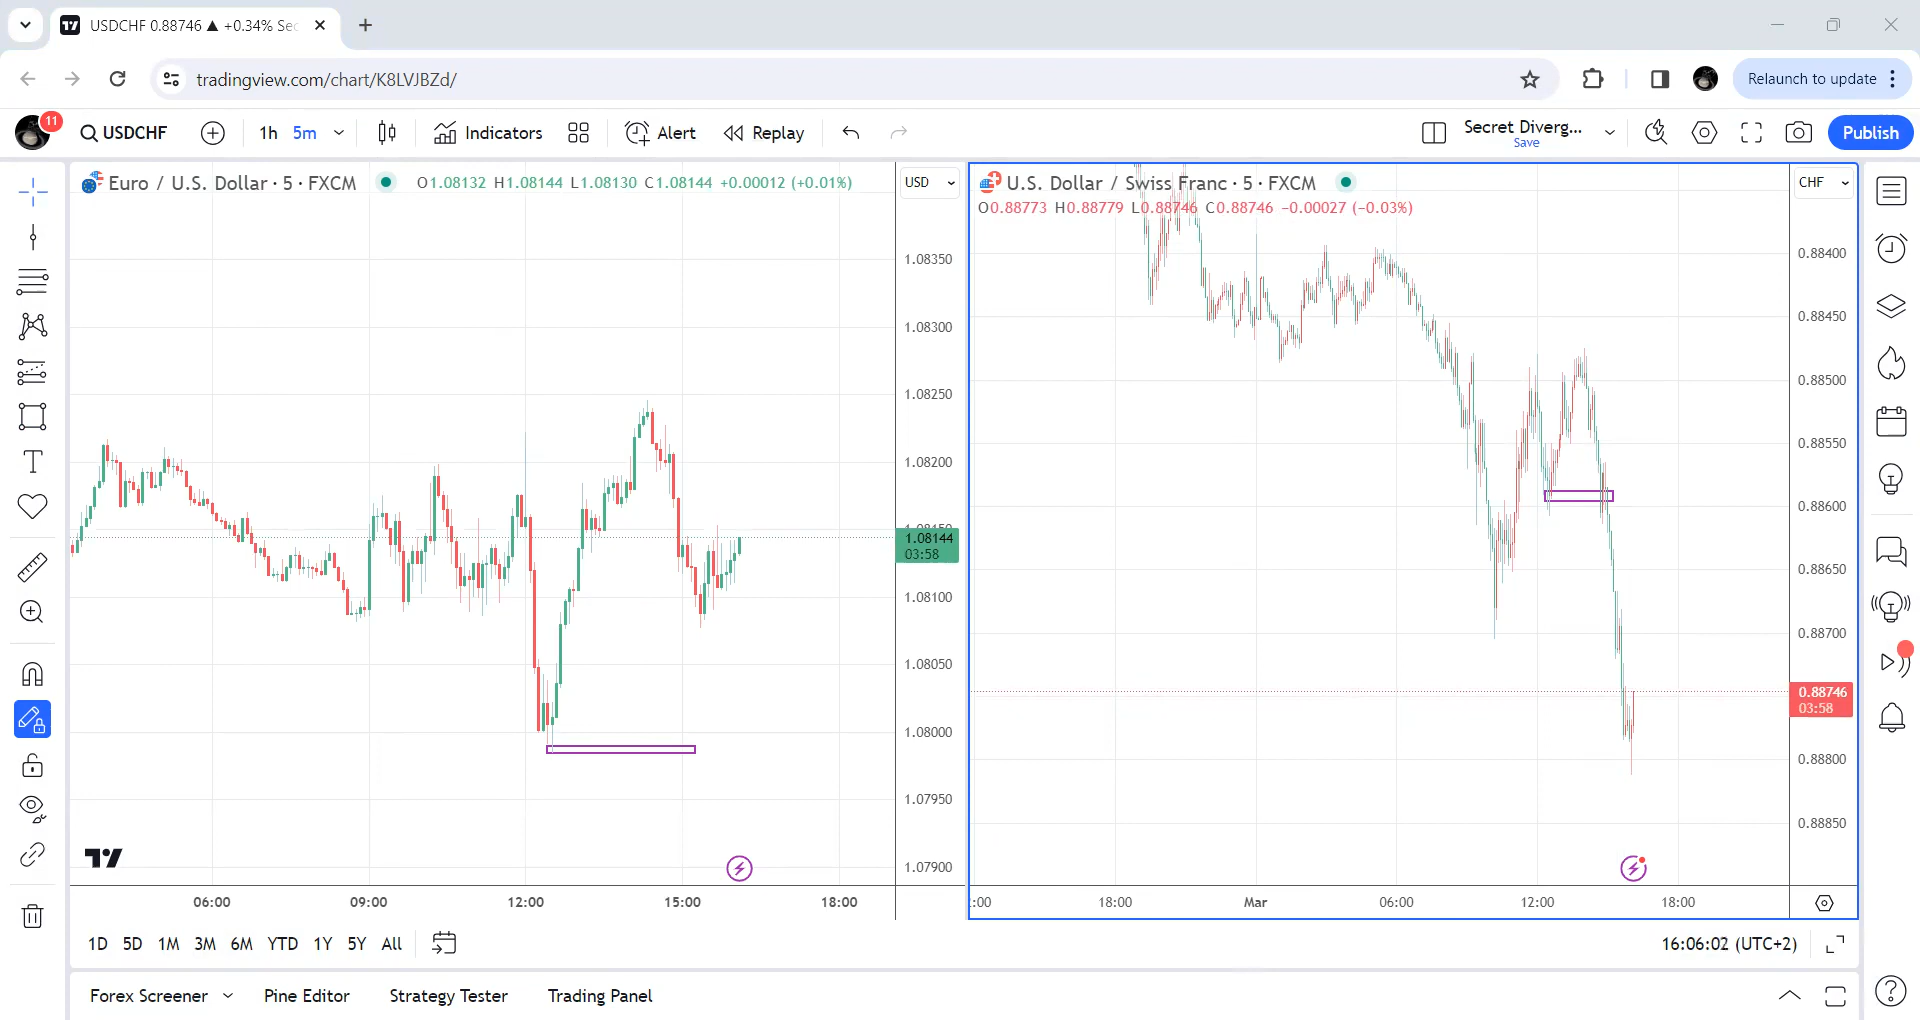 USDCHF 0.88746 ▲ +0.34% Sec
tradingview.com/chart/K8LVJBZd/
Relaunch to update
11
USDCHF
1h
5m
Indicators
Alert
Replay
Secret Diverg...
Save
Publish
Euro / U.S. Dollar · 5 · FXCM
O1.08132 H1.08144 L1.08130 C1.08144 +0.00012 (+0.01%)
USD
1.08350
1.08300
1.08250
1.08200
1.08150
1.08144
03:58
1.08100
1.08050
1.08000
1.07950
1.07900
06:00
09:00
12:00
15:00
18:00
U.S. Dollar / Swiss Franc · 5 · FXCM
O0.88773 H0.88779 L0.88746 C0.88746 −0.00027 (−0.03%)
CHF
0.88400
0.88450
0.88500
0.88550
0.88600
0.88650
0.88700
0.88746
03:58
0.88800
0.88850
:00
18:00
Mar
06:00
12:00
18:00
1D 5D 1M 3M 6M YTD 1Y 5Y All
16:06:02 (UTC+2)
Forex Screener
Pine Editor
Strategy Tester
Trading Panel